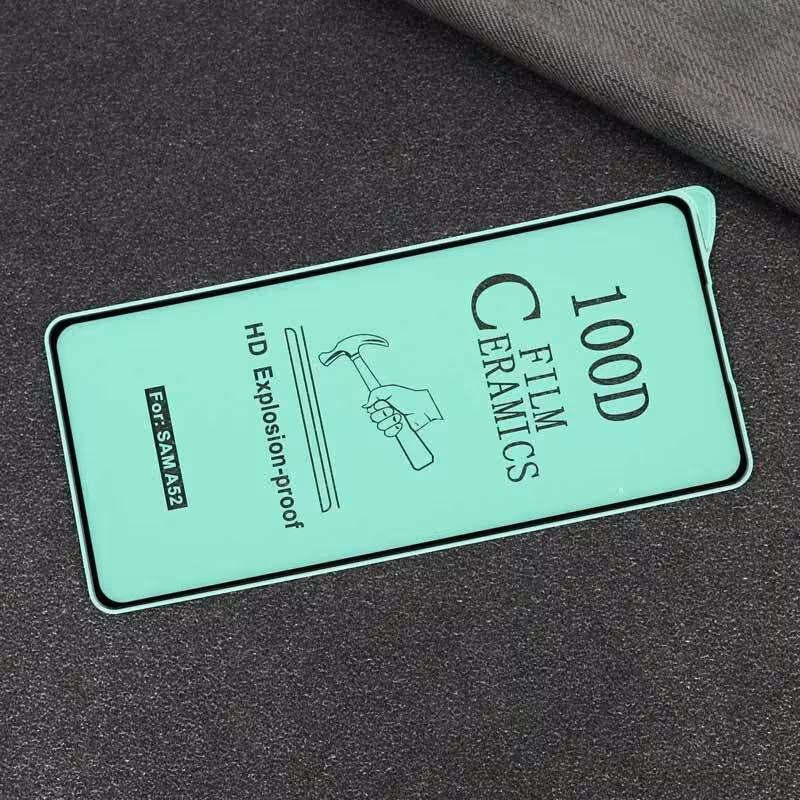 100D
FILM
CERAMICS
HD Explosion-proof
For: SAM A52